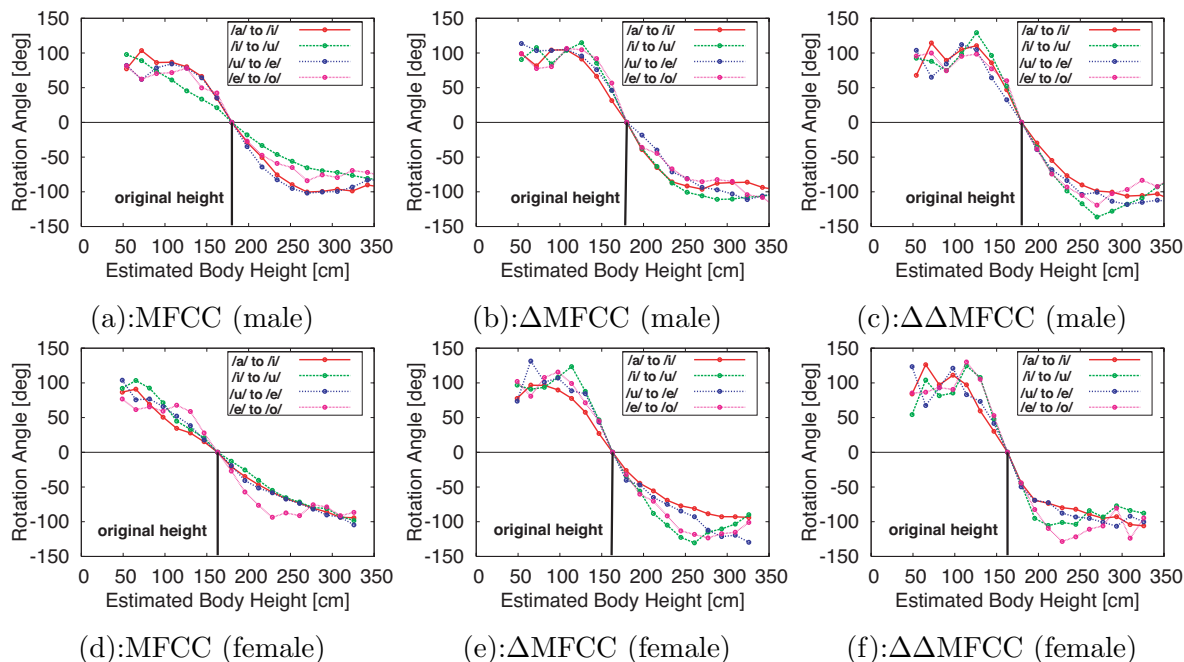 150
100
50
0
-50
-100
-150
Rotation Angle [deg]
/a/ to /i/
/i/ to /u/
/u/ to /e/
/e/ to /o/
original height
0 50 100 150 200 250 300 350
Estimated Body Height [cm]
(a):MFCC (male)
150
100
50
0
-50
-100
-150
Rotation Angle [deg]
/a/ to /i/
/i/ to /u/
/u/ to /e/
/e/ to /o/
original height
0 50 100 150 200 250 300 350
Estimated Body Height [cm]
(b):ΔMFCC (male)
150
100
50
0
-50
-100
-150
Rotation Angle [deg]
/a/ to /i/
/i/ to /u/
/u/ to /e/
/e/ to /o/
original height
0 50 100 150 200 250 300 350
Estimated Body Height [cm]
(c):ΔΔMFCC (male)
150
100
50
0
-50
-100
-150
Rotation Angle [deg]
/a/ to /i/
/i/ to /u/
/u/ to /e/
/e/ to /o/
original height
0 50 100 150 200 250 300 350
Estimated Body Height [cm]
(d):MFCC (female)
150
100
50
0
-50
-100
-150
Rotation Angle [deg]
/a/ to /i/
/i/ to /u/
/u/ to /e/
/e/ to /o/
original height
0 50 100 150 200 250 300 350
Estimated Body Height [cm]
(e):ΔMFCC (female)
150
100
50
0
-50
-100
-150
Rotation Angle [deg]
/a/ to /i/
/i/ to /u/
/u/ to /e/
/e/ to /o/
original height
0 50 100 150 200 250 300 350
Estimated Body Height [cm]
(f):ΔΔMFCC (female)